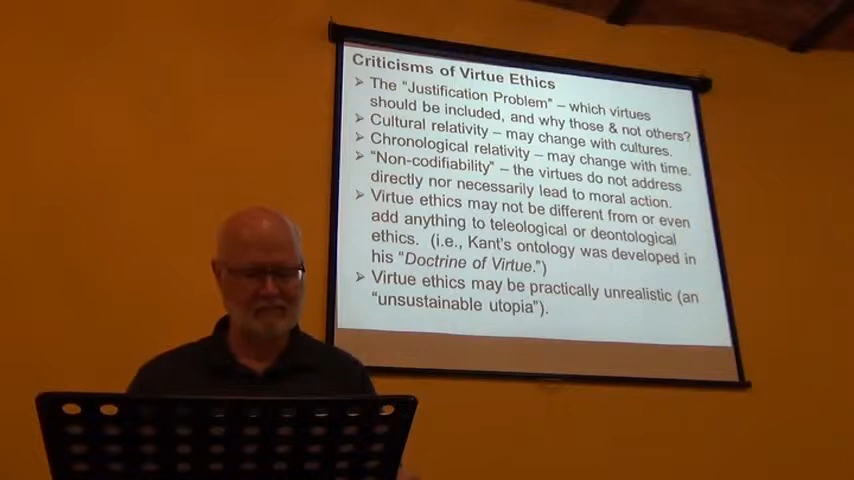 Criticisms of Virtue Ethics
➢ The "Justification Problem" – which virtues
should be included, and why those & not others?
➢ Cultural relativity – may change with cultures.
➢ Chronological relativity – may change with time.
➢ "Non-codifiability" – the virtues do not address
directly nor necessarily lead to moral action.
➢ Virtue ethics may not be different from or even
add anything to teleological or deontological
ethics. (i.e., Kant's ontology was developed in
his "Doctrine of Virtue.")
➢ Virtue ethics may be practically unrealistic (an
"unsustainable utopia").